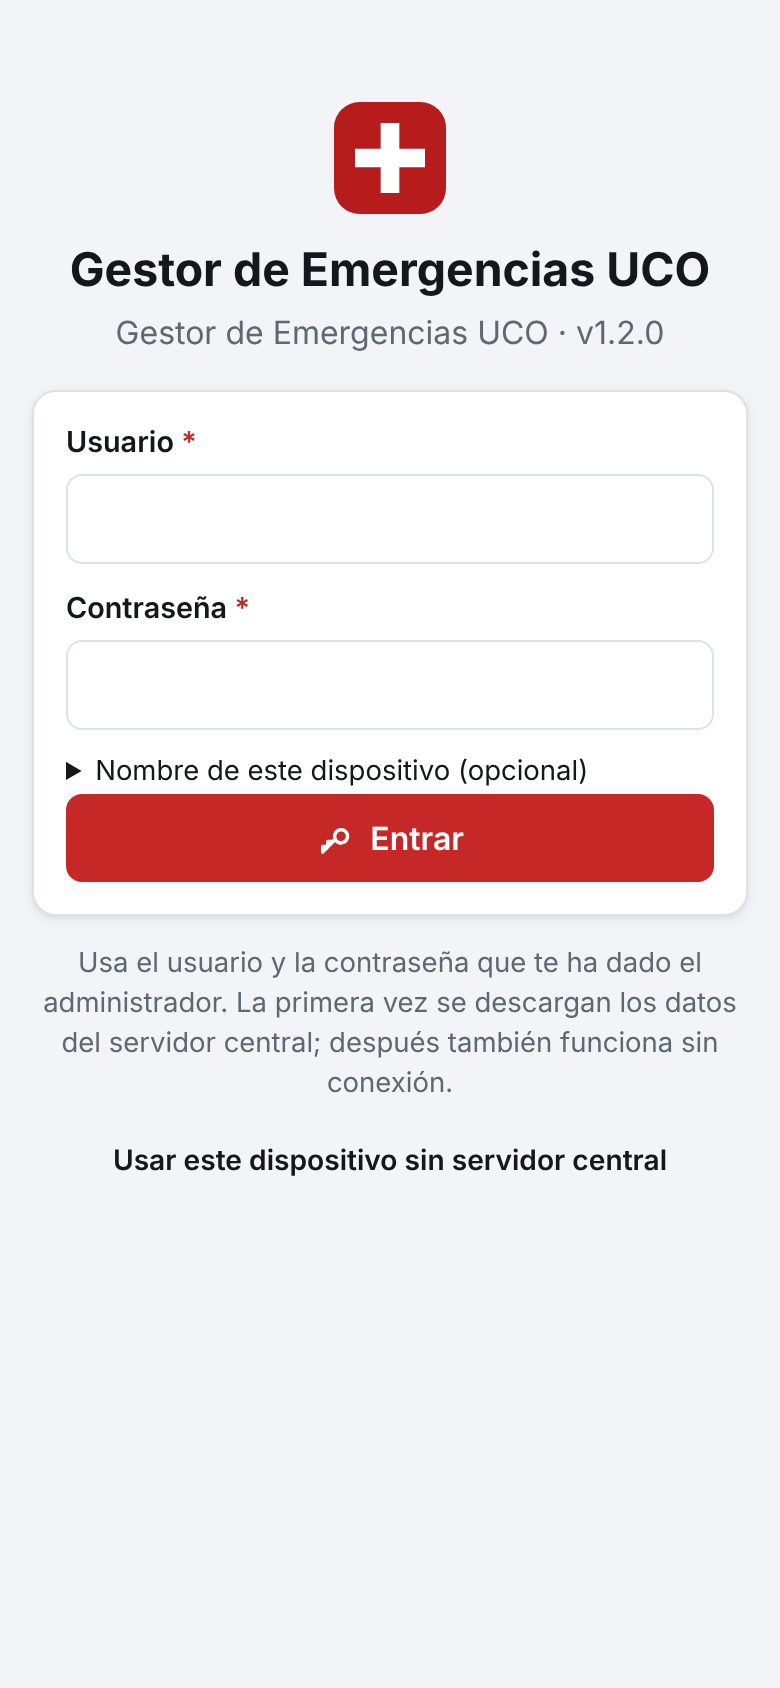 Gestor de Emergencias UCO
Gestor de Emergencias UCO · v1.2.0
Usuario *
Contraseña *
Nombre de este dispositivo (opcional)
Entrar
Usa el usuario y la contraseña que te ha dado el
administrador. La primera vez se descargan los datos
del servidor central; después también funciona sin
conexión.
Usar este dispositivo sin servidor central